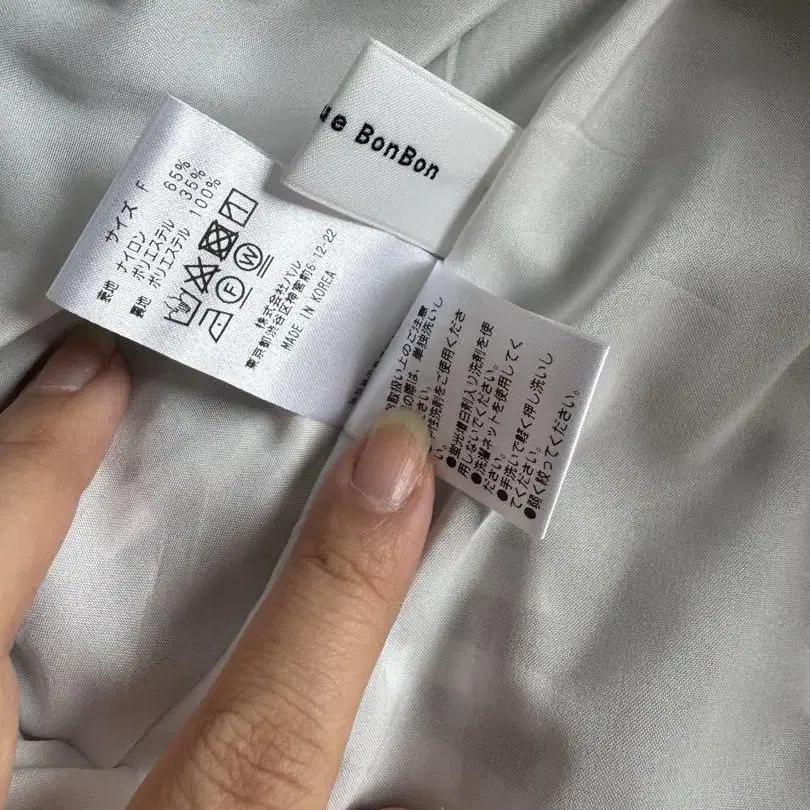 ue BonBon
サイズ F
表地 ナイロン 65%
ポリエステル 35%
裏地 ポリエステル 100%
F W
株式会社パル
東京都渋谷区神宮前6-12-22
MADE IN KOREA
取扱い上のご注意
の際は、単独洗いし
さい。
性洗剤をご使用くださ
い。
●蛍光増白剤入り洗剤を使
用しないでください。
●洗濯ネットを使用してく
ださい。
●手洗いで軽く押し洗いし
てください。
●弱く絞ってください。